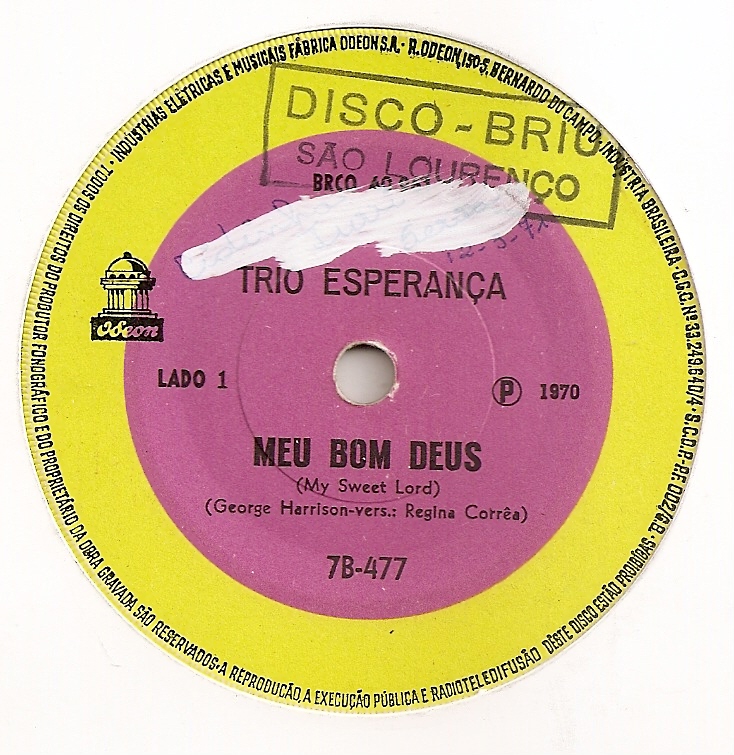 TODOS OS DIREITOS DO PRODUTOR FONOGRÁFICO E DO PROPRIETÁRIO DA OBRA GRAVADA SÃO RESERVADOS·A REPRODUÇÃO, A EXECUÇÃO PÚBLICA E RADIOTELEDIFUSÃO DÊSTE DISCO ESTÃO PROIBIDAS·
INDÚSTRIAS ELÉTRICAS E MUSICAIS FÁBRICA ODEON S.A.· R. ODEON, 150-S. BERNARDO DO CAMPO-INDÚSTRIA BRASILEIRA·C.G.C. Nº 33.249.640/4·S.C.D.P.-P.F. 002/G.B.
DISCO-BRIU
SÃO LOURENÇO
BRCO
TRIO ESPERANÇA
Odeon
LADO 1
P 1970
MEU BOM DEUS
(My Sweet Lord)
(George Harrison-vers.: Regina Corrêa)
7B-477